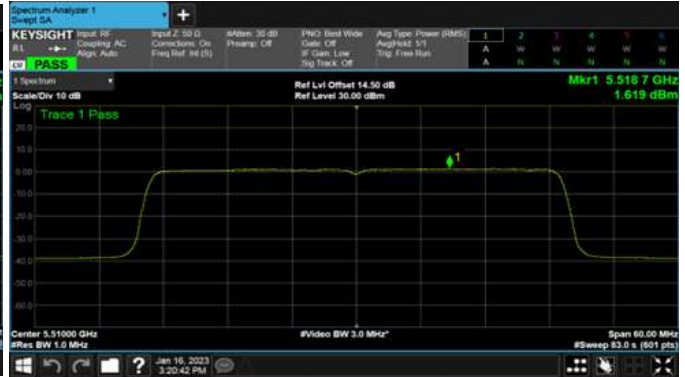 Spectrum Analyzer 1
Swept SA
+
KEYSIGHT
RL
Input: RF
Coupling: AC
Align: Auto
Input Z: 50 Ω
Corrections: On
Freq Ref: Int (S)
#Atten: 30 dB
Preamp: Off
PNO: Best Wide
Gate: Off
IF Gain: Low
Sig Track: Off
Avg Type: Power (RMS)
Avg|Hold: 1/1
Trig: Free Run
1 2 3 4 5 6
A W W W W W
A N N N N N
PASS
1 Spectrum
Scale/Div 10 dB
Ref Lvl Offset 14.50 dB
Ref Level 30.00 dBm
Mkr1 5.518 7 GHz
1.619 dBm
Log
Trace 1 Pass
20.0
10.0
0.00
-10.0
-20.0
-30.0
-50.0
-60.0
1
Center 5.51000 GHz
#Res BW 1.0 MHz
#Video BW 3.0 MHz*
Span 60.00 MHz
#Sweep 83.0 s (601 pts)
?
Jan 16, 2023
3:20:42 PM